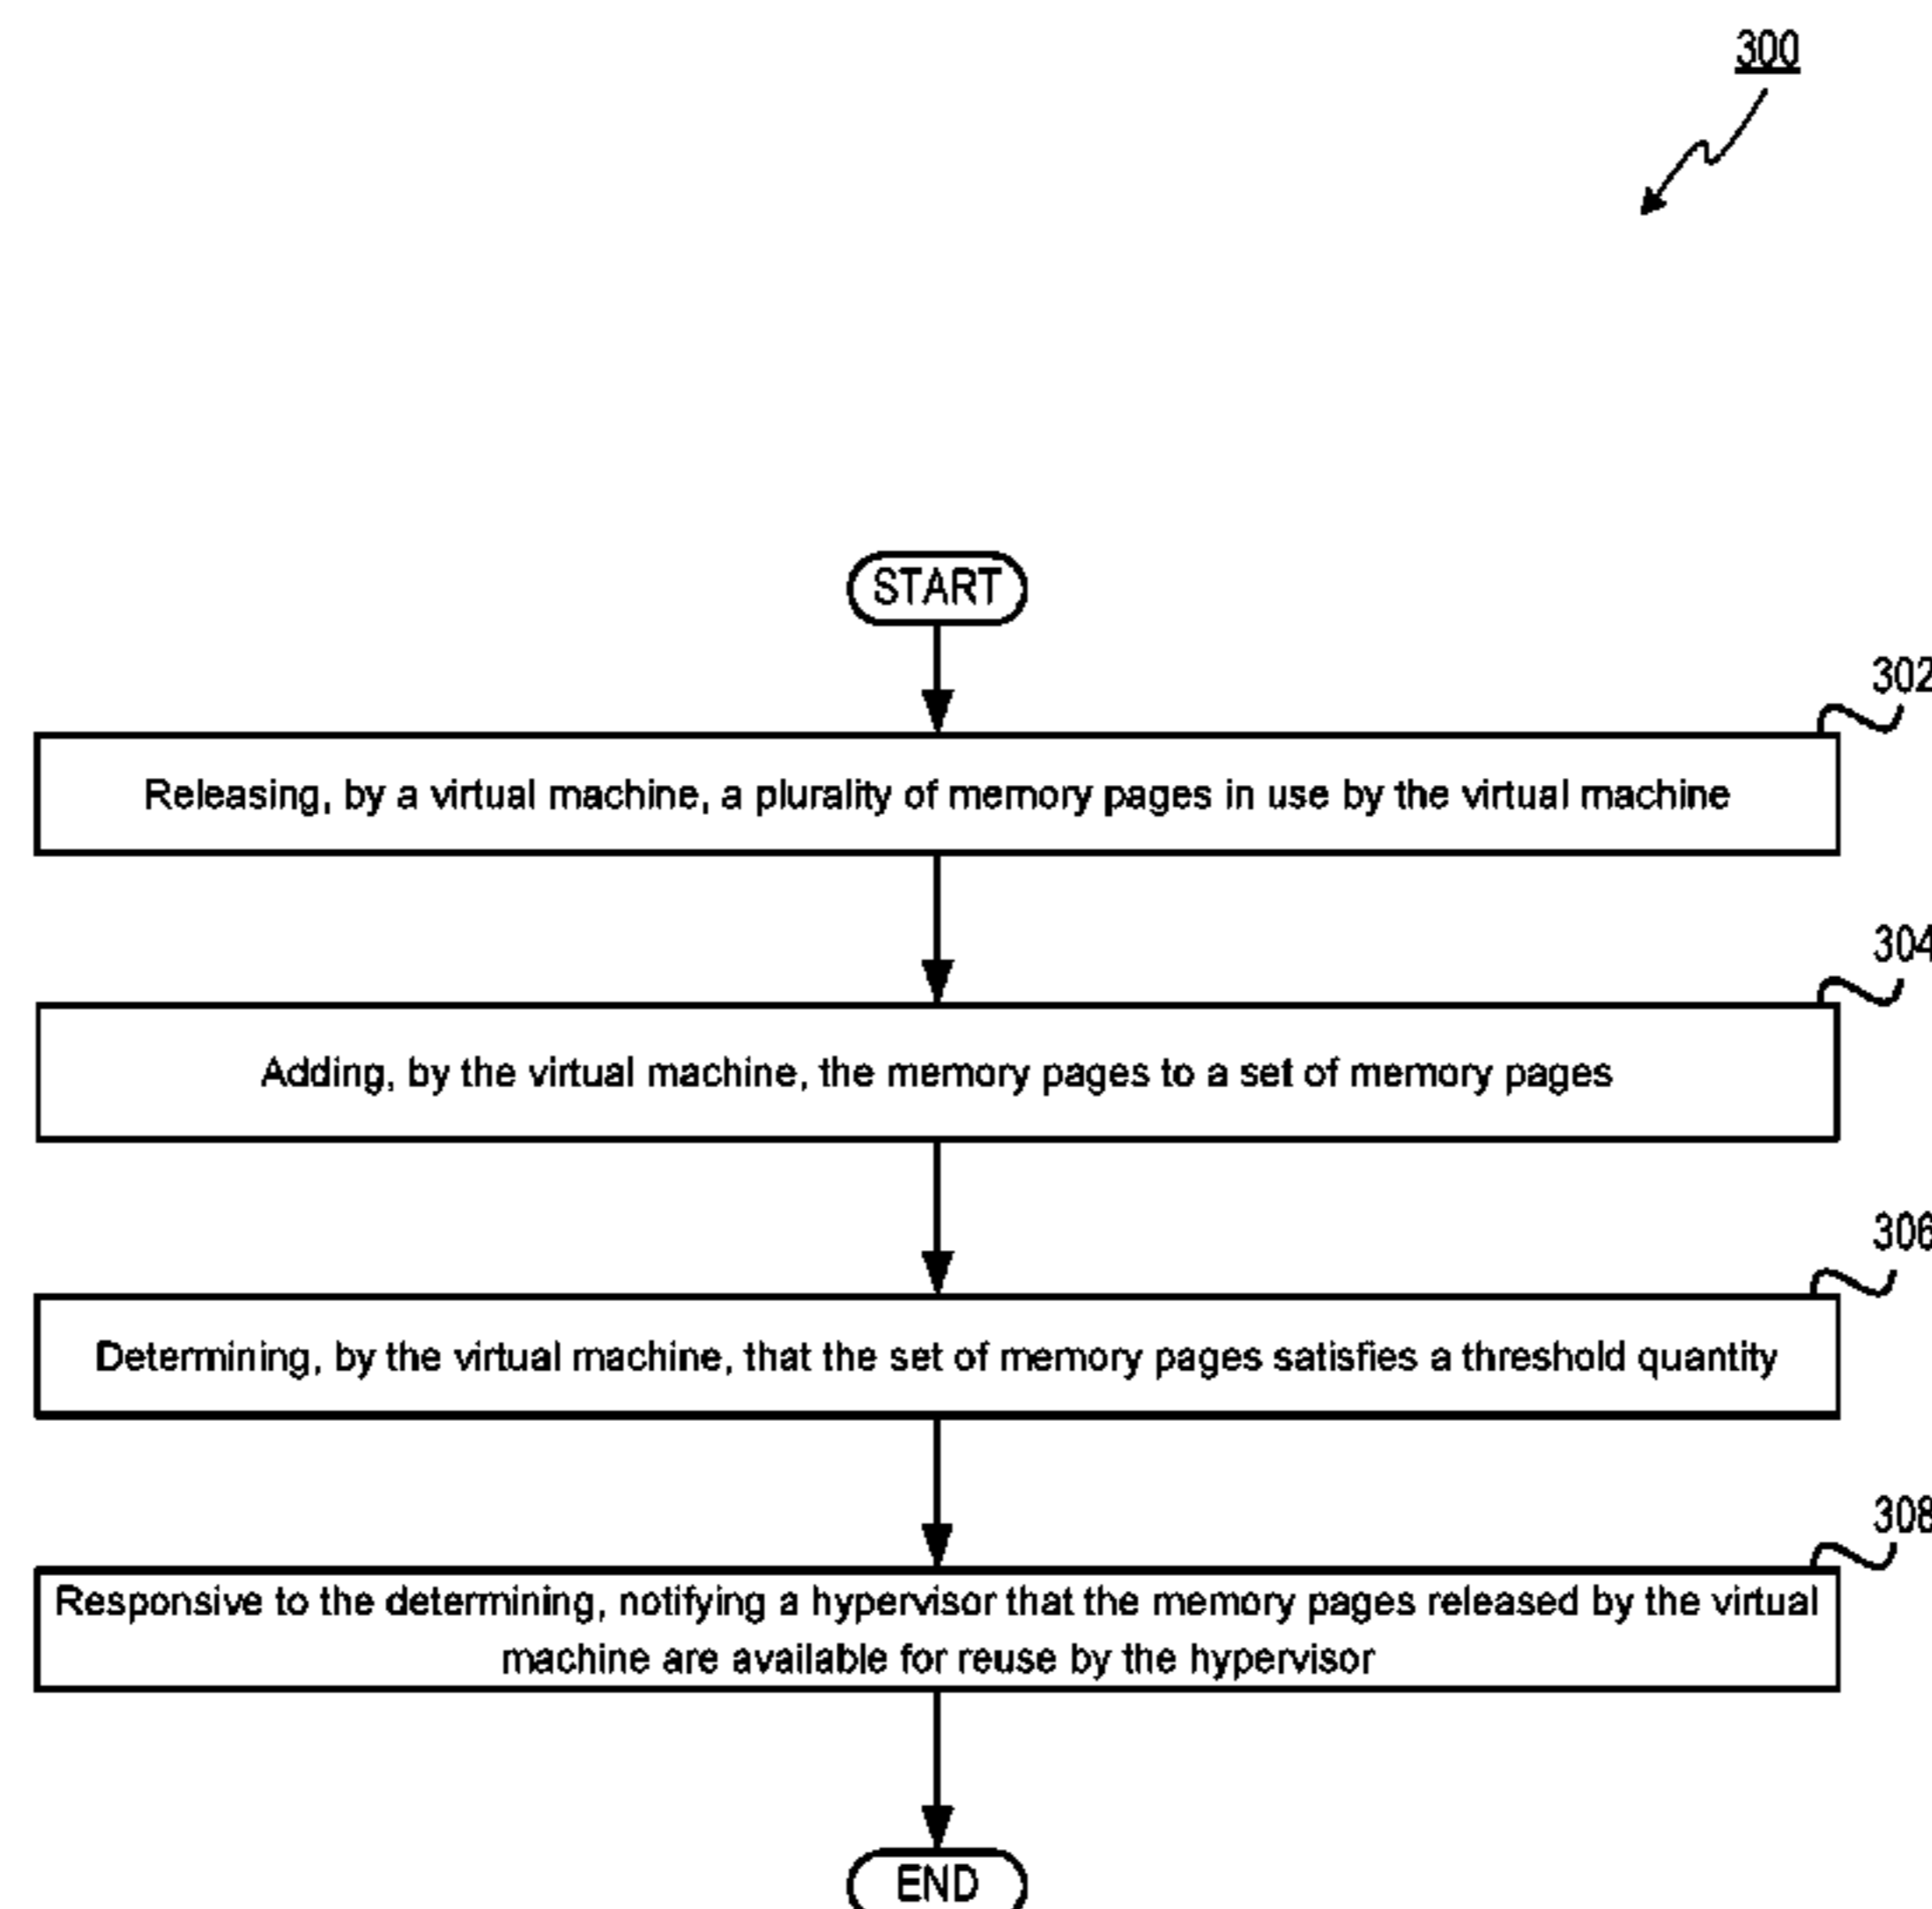 300
START
302
Releasing, by a virtual machine, a plurality of memory pages in use by the virtual machine
304
Adding, by the virtual machine, the memory pages to a set of memory pages
306
Determining, by the virtual machine, that the set of memory pages satisfies a threshold quantity
308
Responsive to the determining, notifying a hypervisor that the memory pages released by the virtual
machine are available for reuse by the hypervisor
END